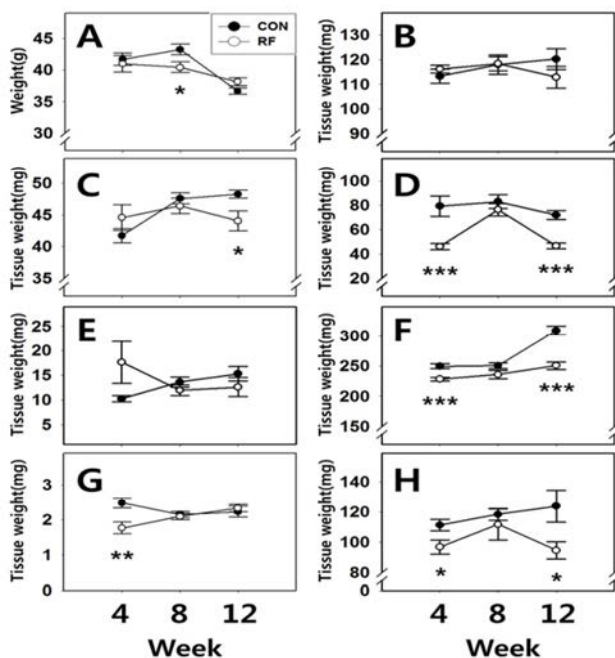 A
CON
RF
Weight(g)
45
40
35
30
*
B
Tissue weight(mg)
120
110
100
90
C
Tissue weight(mg)
50
45
40
35
*
D
Tissue weight(mg)
100
80
60
40
20
*** ***
E
Tissue weight(mg)
25
20
15
10
5
F
Tissue weight(mg)
300
250
200
150
*** ***
G
Tissue weight(mg)
3
2
1
0
**
4 8 12
Week
H
Tissue weight(mg)
140
120
100
80
0
* *
4 8 12
Week